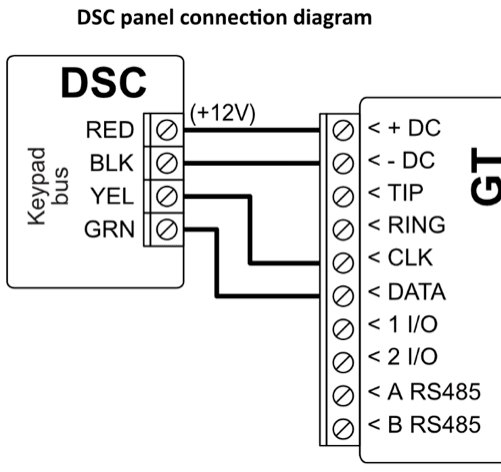 DSC panel connection diagram
DSC
Keypad
bus
RED
BLK
YEL
GRN
(+12V)
< + DC
< - DC
< TIP
< RING
< CLK
< DATA
< 1 I/O
< 2 I/O
< A RS485
< B RS485
GT